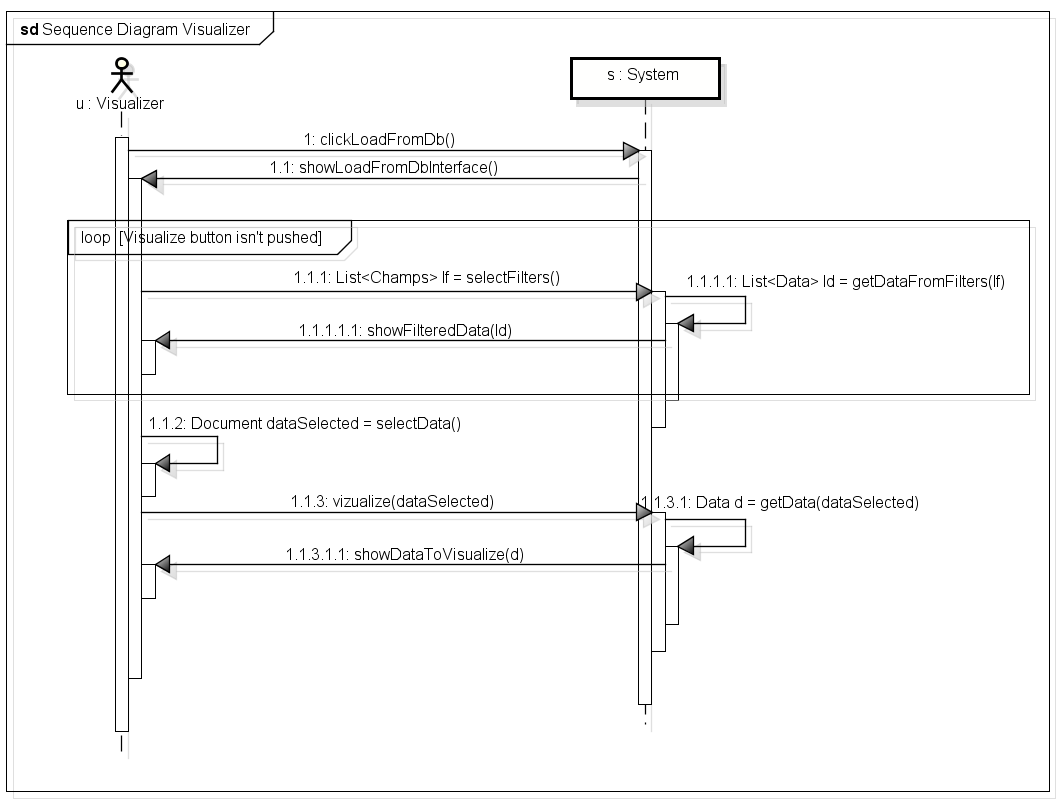 sd Sequence Diagram Visualizer
u : Visualizer
s : System
1: clickLoadFromDb()
1.1: showLoadFromDbInterface()
loop [Visualize button isn't pushed]
1.1.1: List<Champs> lf = selectFilters()
1.1.1.1: List<Data> ld = getDataFromFilters(lf)
1.1.1.1.1: showFilteredData(ld)
1.1.2: Document dataSelected = selectData()
1.1.3: vizualize(dataSelected)
1.1.3.1: Data d = getData(dataSelected)
1.1.3.1.1: showDataToVisualize(d)